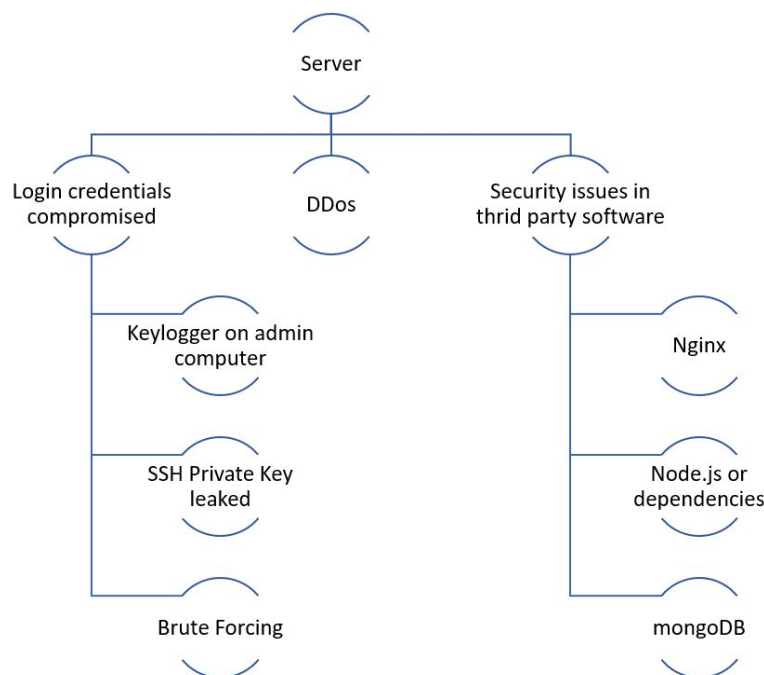 Server
Login credentials
compromised
DDos
Security issues in
thrid party software
Keylogger on admin
computer
Nginx
SSH Private Key
leaked
Node.js or
dependencies
Brute Forcing
mongoDB